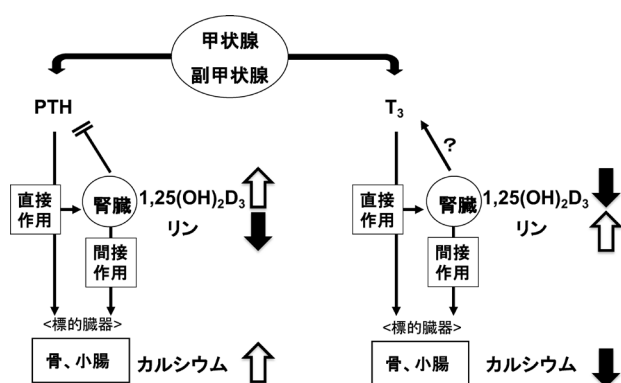 甲状腺
副甲状腺
PTH
T₃
?
直接
作用
腎臓
1,25(OH)₂D₃
リン
間接
作用
<標的臓器>
骨、小腸
カルシウム
直接
作用
腎臓
1,25(OH)₂D₃
リン
間接
作用
<標的臓器>
骨、小腸
カルシウム